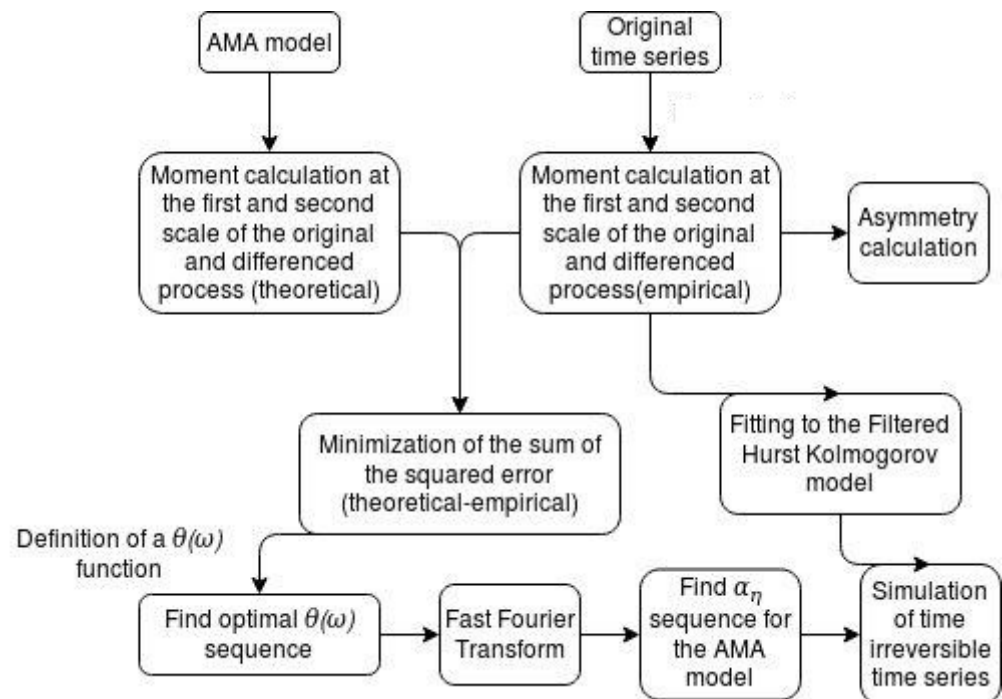 AMA model
Original
time series
Moment calculation at
the first and second
scale of the original
and differenced
process (theoretical)
Moment calculation at
the first and second
scale of the original
and differenced
process(empirical)
Asymmetry
calculation
Minimization of the sum of
the squared error
(theoretical-empirical)
Fitting to the Filtered
Hurst Kolmogorov
model
Definition of a θ(ω)
function
Find optimal θ(ω)
sequence
Fast Fourier
Transform
Find α_η
sequence for
the AMA
model
Simulation
of time
irreversible
time series